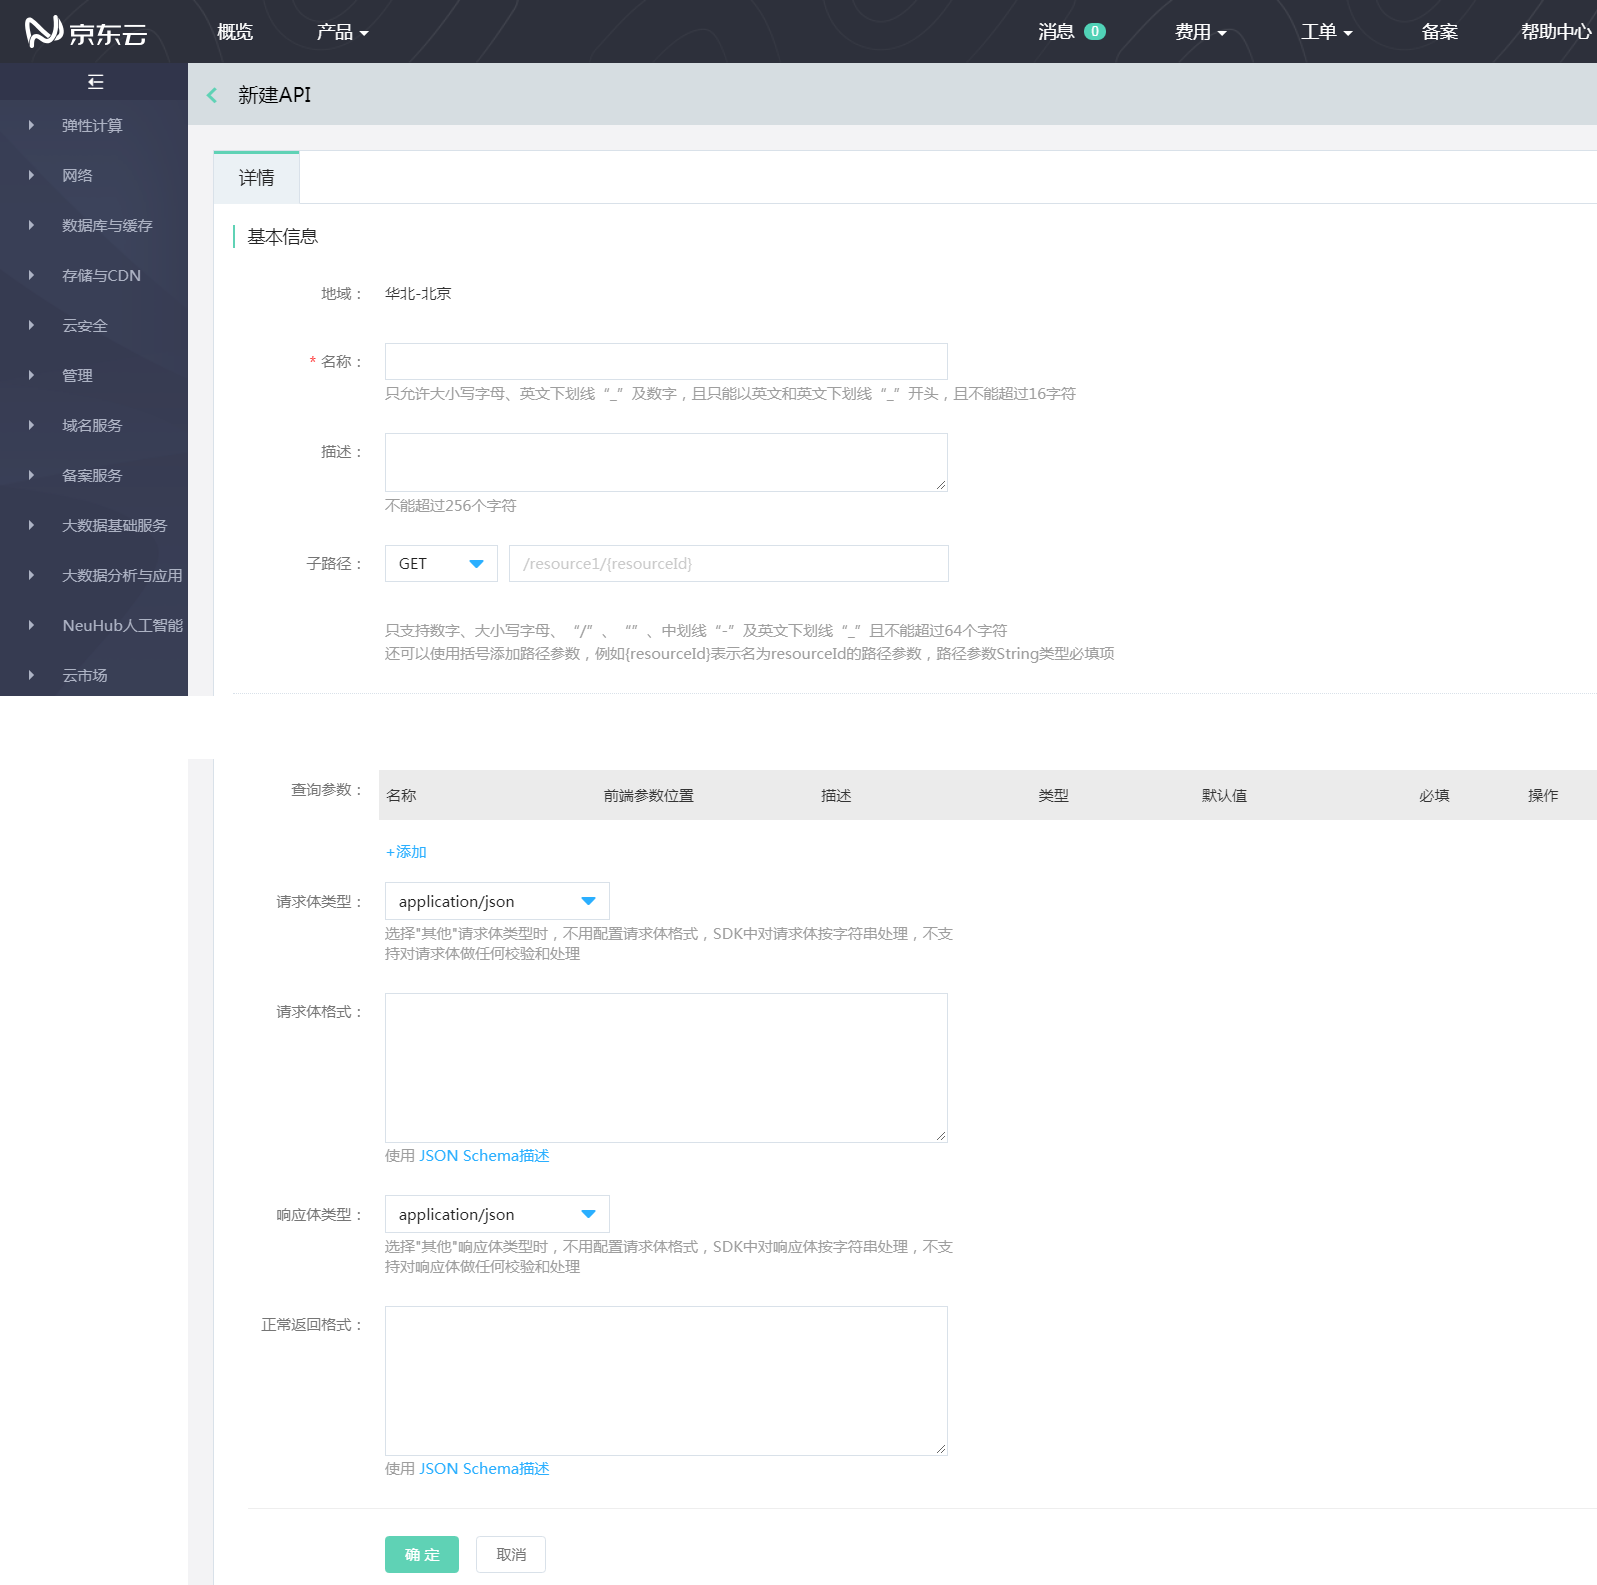 京东云
概览
产品
消息 0
费用
工单
备案
帮助中心
弹性计算
网络
数据库与缓存
存储与CDN
云安全
管理
域名服务
备案服务
大数据基础服务
大数据分析与应用
NeuHub人工智能
云市场
新建API
详情
基本信息
地域： 华北-北京
* 名称：
只允许大小写字母、英文下划线“_”及数字，且只能以英文和英文下划线“_”开头，且不能超过16字符
描述：
不能超过256个字符
子路径： GET /resource1/{resourceId}
只支持数字、大小写字母、“/”、“”、中划线“-”及英文下划线“_”且不能超过64个字符
还可以使用括号添加路径参数，例如{resourceId}表示名为resourceId的路径参数，路径参数String类型必填项
查询参数： 名称 前端参数位置 描述 类型 默认值 必填 操作
+添加
请求体类型： application/json
选择"其他"请求体类型时，不用配置请求体格式，SDK中对请求体按字符串处理，不支
持对请求体做任何校验和处理
请求体格式：
使用 JSON Schema描述
响应体类型： application/json
选择"其他"响应体类型时，不用配置请求体格式，SDK中对响应体按字符串处理，不支
持对响应体做任何校验和处理
正常返回格式：
使用 JSON Schema描述
确 定
取消